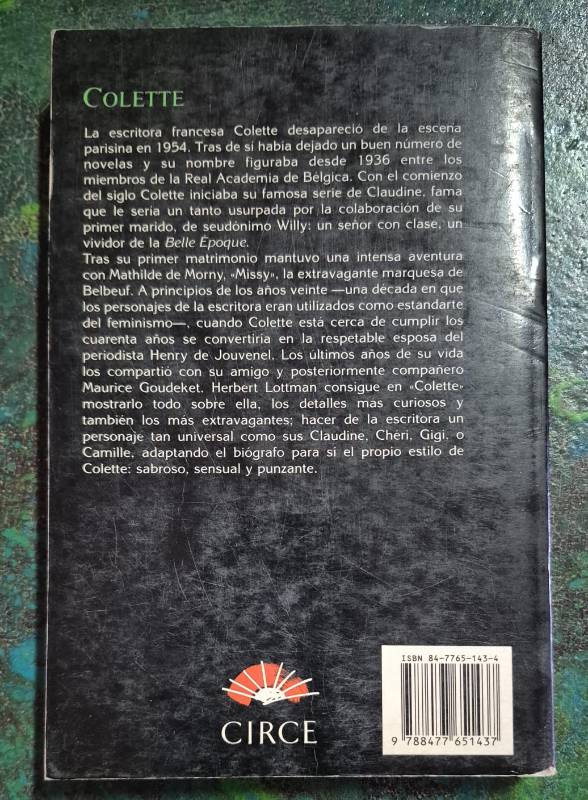 COLETTE
La escritora francesa Colette desapareció de la escena
parisina en 1954. Tras de sí había dejado un buen número de
novelas y su nombre figuraba desde 1936 entre los
miembros de la Real Academia de Bélgica. Con el comienzo
del siglo Colette iniciaba su famosa serie de Claudine, fama
que le sería un tanto usurpada por la colaboración de su
primer marido, de seudónimo Willy: un señor con clase, un
vividor de la Belle Époque.
Tras su primer matrimonio mantuvo una intensa aventura
con Mathilde de Morny, «Missy», la extravagante marquesa de
Belbeuf. A principios de los años veinte —una década en que
los personajes de la escritora eran utilizados como estandarte
del feminismo—, cuando Colette está cerca de cumplir los
cuarenta años se convertiría en la respetable esposa del
periodista Henry de Jouvenel. Los últimos años de su vida
los compartió con su amigo y posteriormente compañero
Maurice Goudeket. Herbert Lottman consigue en «Colette»
mostrarlo todo sobre ella, los detalles más curiosos y
también los más extravagantes; hacer de la escritora un
personaje tan universal como sus Claudine, Chéri, Gigi, o
Camille, adaptando el biógrafo para sí el propio estilo de
Colette: sabroso, sensual y punzante.
CIRCE
ISBN 84-7765-143-4
9 788477 651437